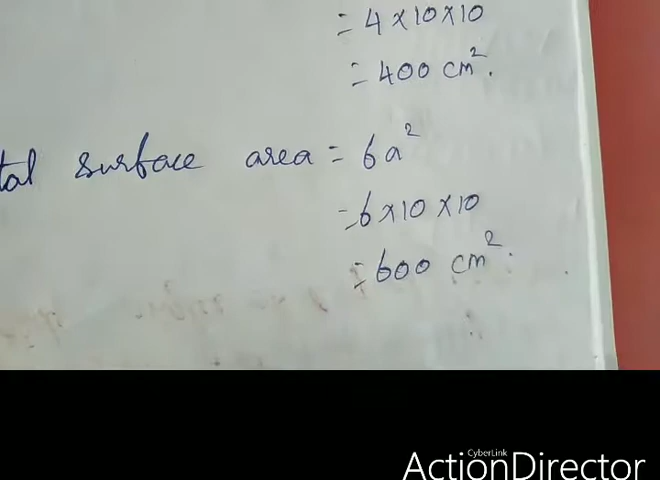 = 4 × 10 × 10
= 400 cm².
tal surface area = 6a²
= 6 × 10 × 10
= 600 cm².
CyberLink
ActionDirector